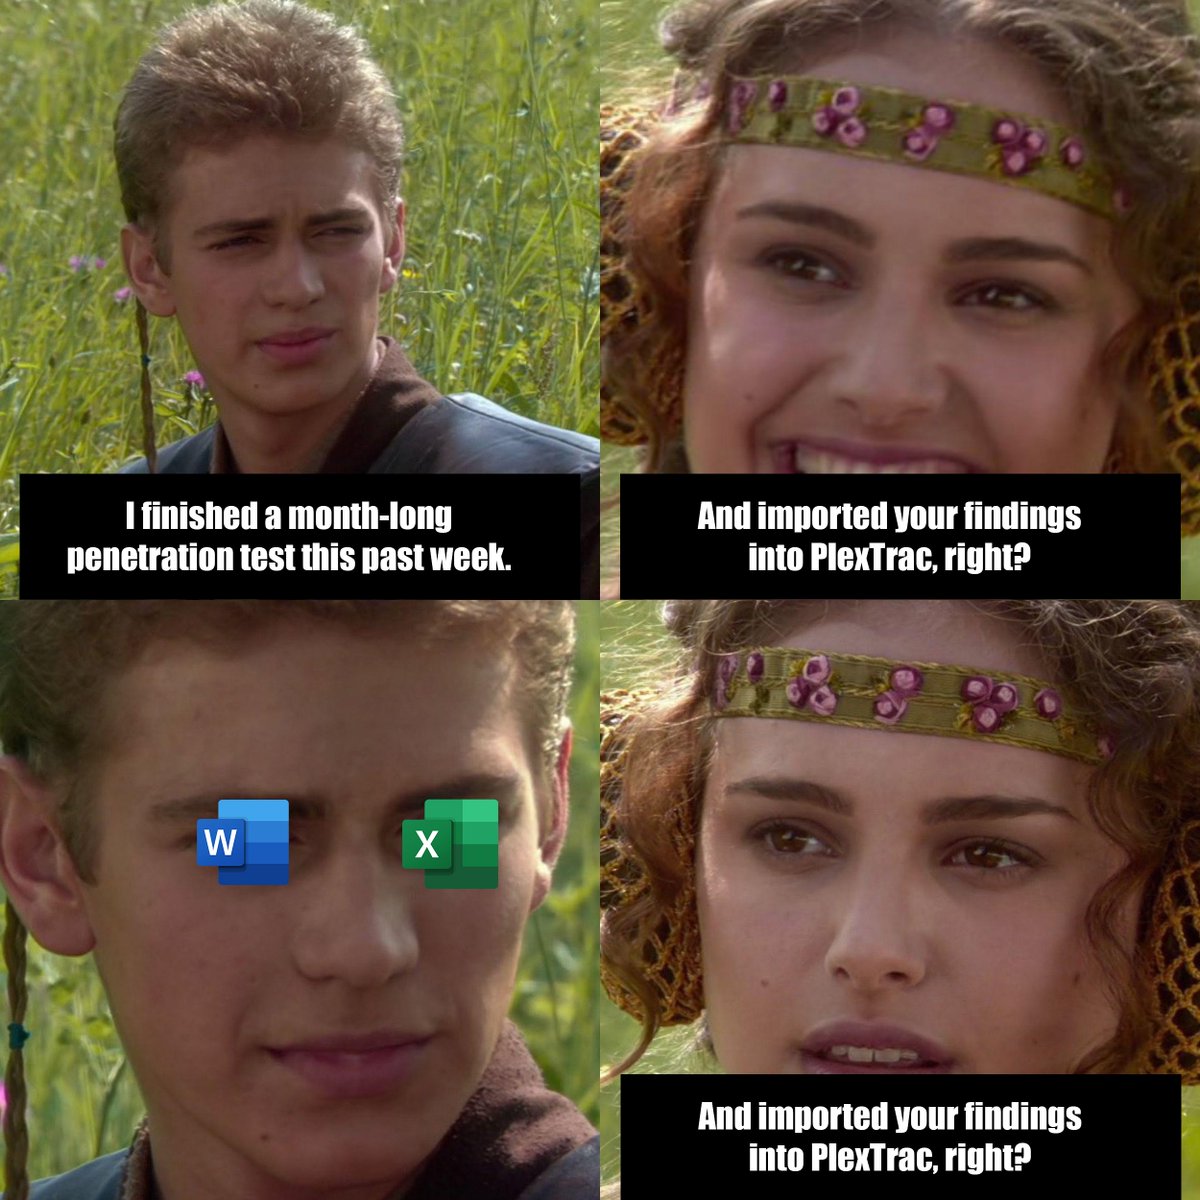 I finished a month-long
penetration test this past week.
And imported your findings
into PlexTrac, right?
W
X
And imported your findings
into PlexTrac, right?